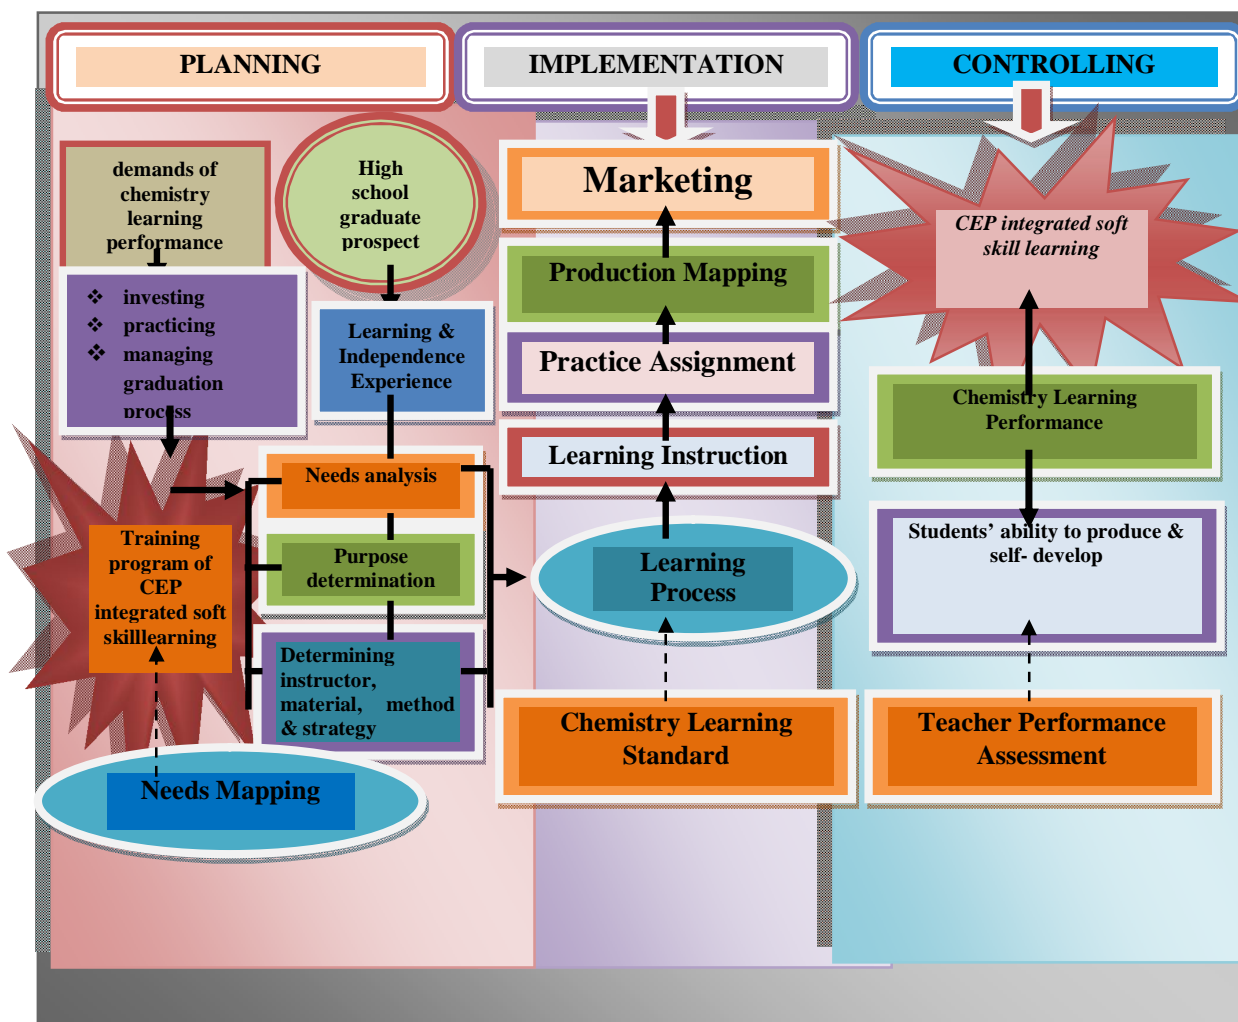 PLANNING
IMPLEMENTATION
CONTROLLING
demands of
chemistry
learning
performance
❖ investing
❖ practicing
❖ managing
graduation
process
High
school
graduate
prospect
Learning &
Independence
Experience
Training
program of
CEP
integrated soft
skilllearning
Needs analysis
Purpose
determination
Determining
instructor,
material, method
& strategy
Needs Mapping
Marketing
Production Mapping
Practice Assignment
Learning Instruction
Learning
Process
Chemistry Learning
Standard
CEP integrated soft
skill learning
Chemistry Learning
Performance
Students’ ability to produce &
self- develop
Teacher Performance
Assessment